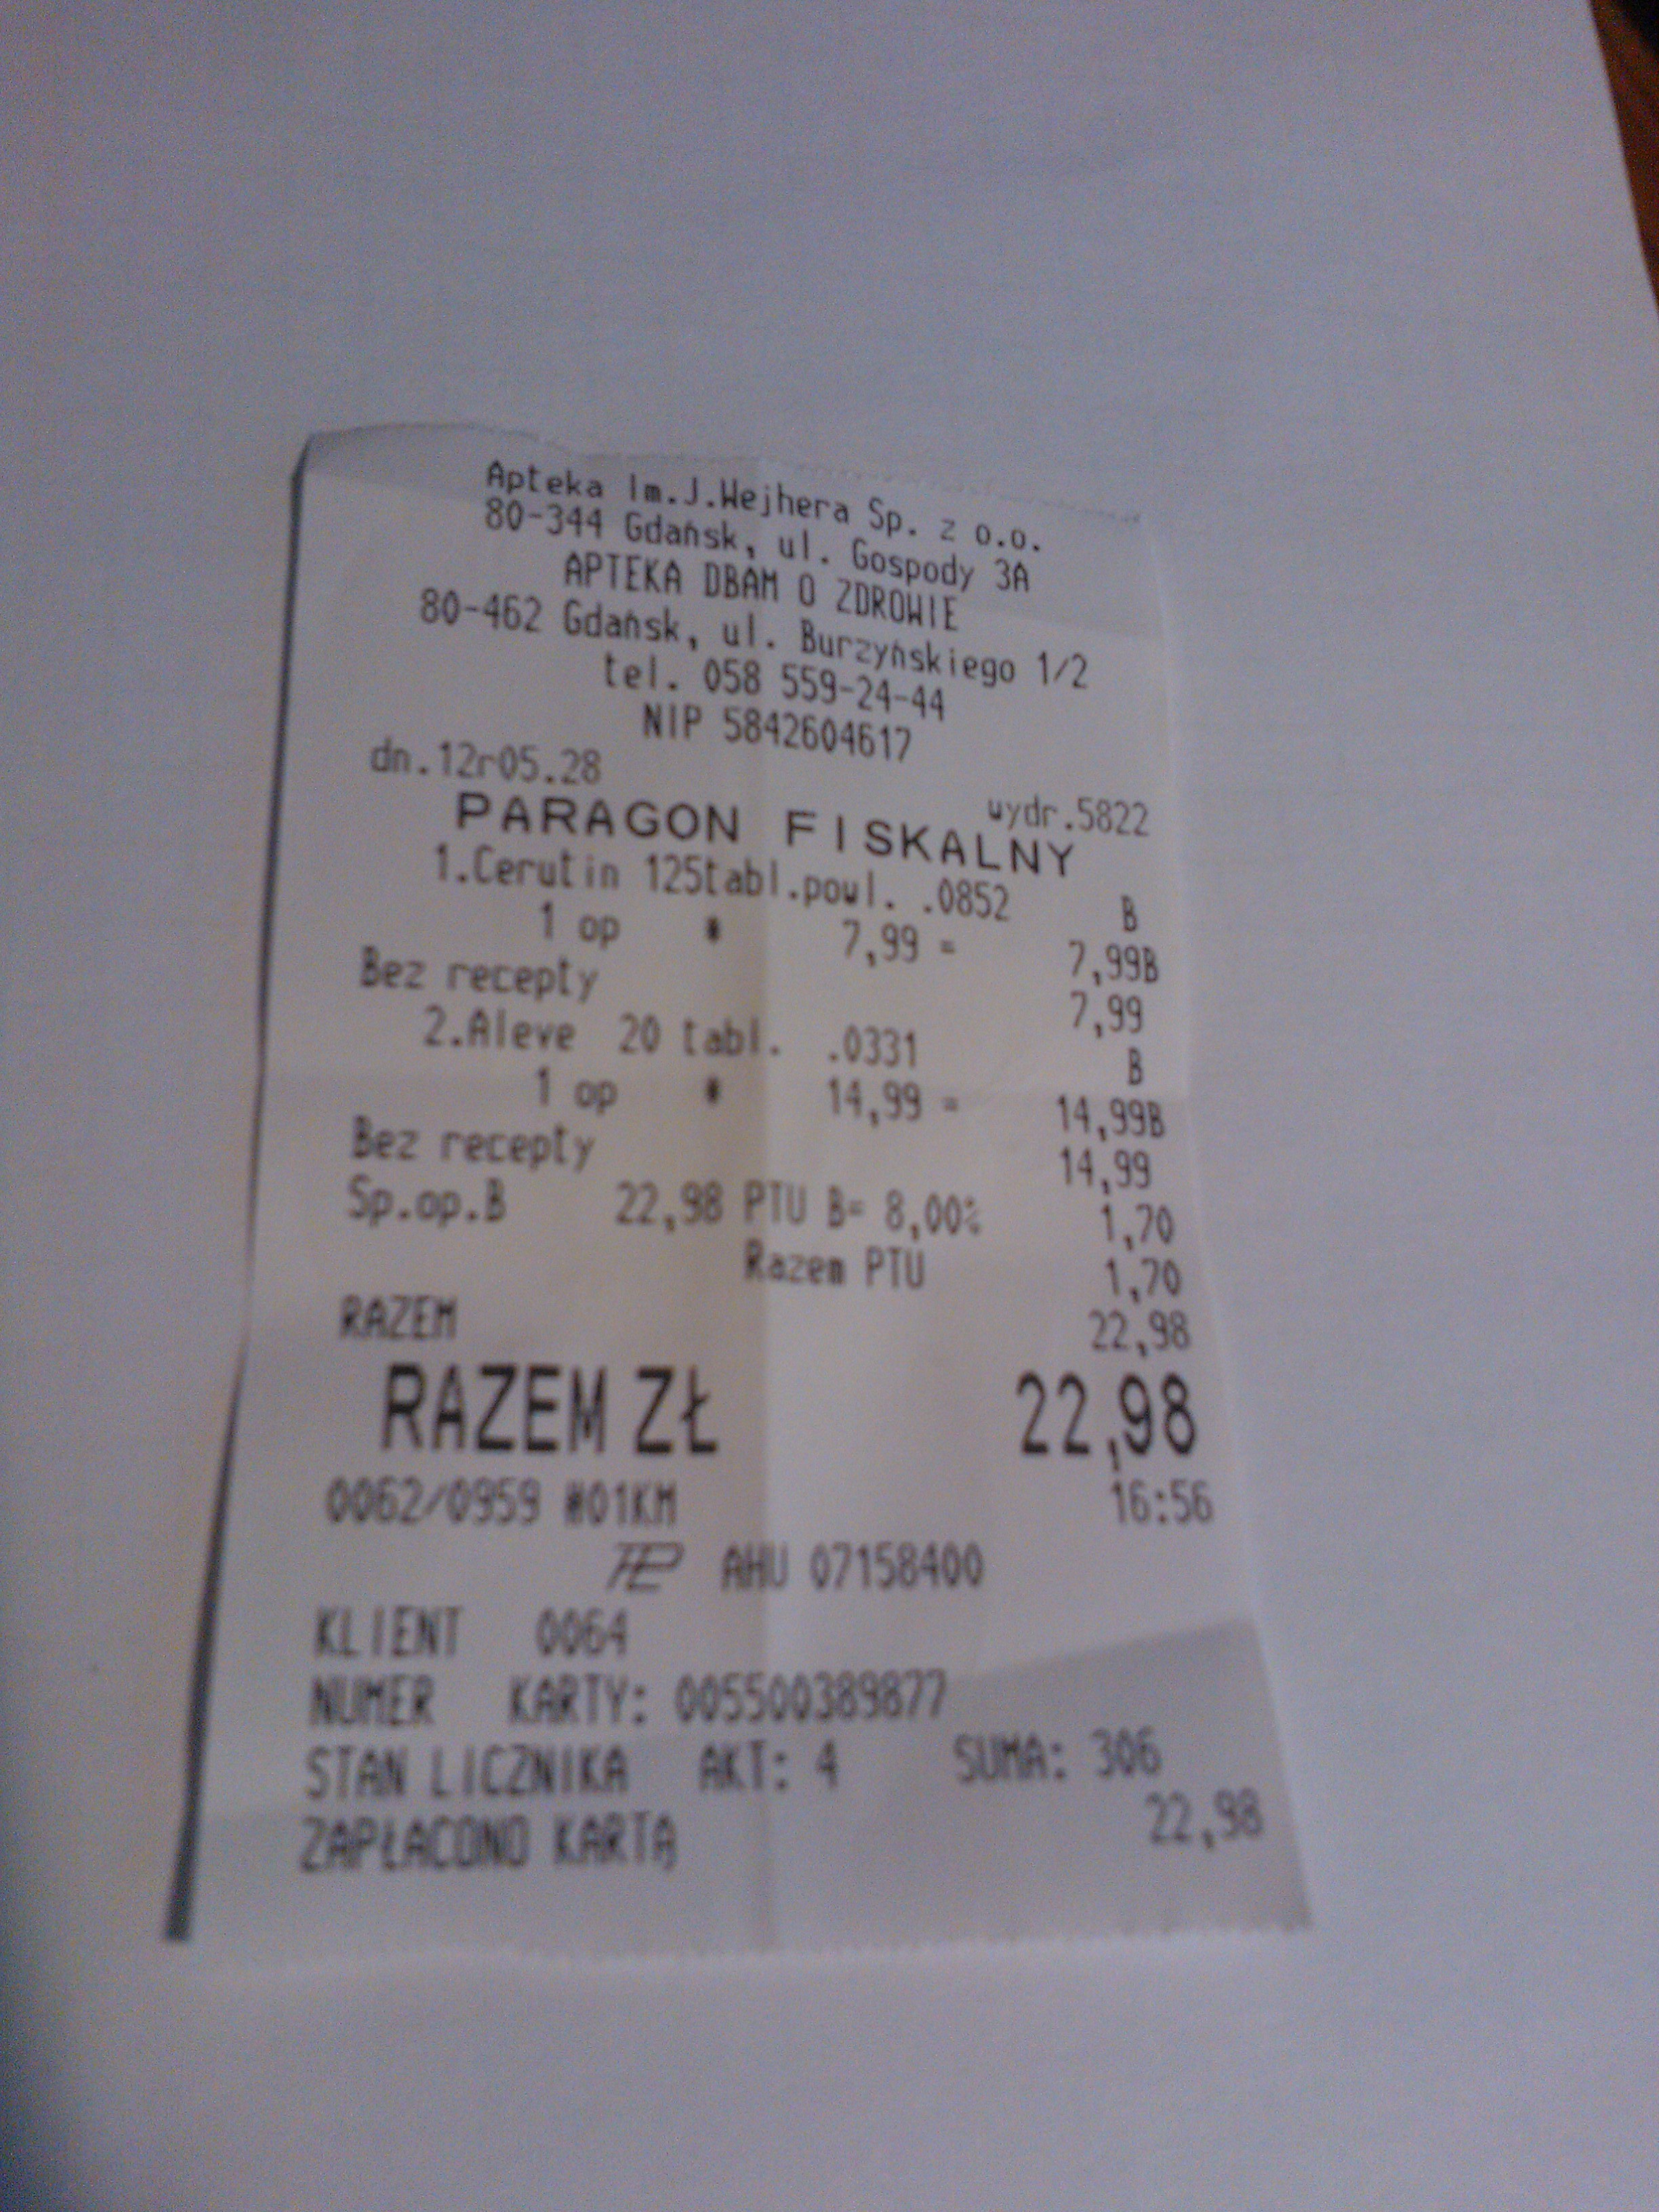 Apteka Im.J.Wejhera Sp. z o.o.
80-344 Gdańsk, ul. Gospody 3A
APTEKA DBAM O ZDROWIE
80-462 Gdańsk, ul. Burzyńskiego 1/2
tel. 058 559-24-44
NIP 5842604617
dn.12r05.28 wydr.5822
PARAGON FISKALNY
1.Cerutin 125tabl.powl. .0852 B
1 op * 7,99 = 7,99B
Bez recepty 7,99
2.Aleve 20 tabl. .0331 B
1 op * 14,99 = 14,99B
Bez recepty 14,99
Sp.op.B 22,98 PTU B= 8,00% 1,70
Razem PTU 1,70
RAZEM 22,98
RAZEM ZŁ 22,98
0062/0959 #01KM 16:56
AHU 07158400
KLIENT 0064
NUMER KARTY: 005500389877
STAN LICZNIKA AKT: 4 SUMA: 306
ZAPŁACONO KARTĄ 22,98